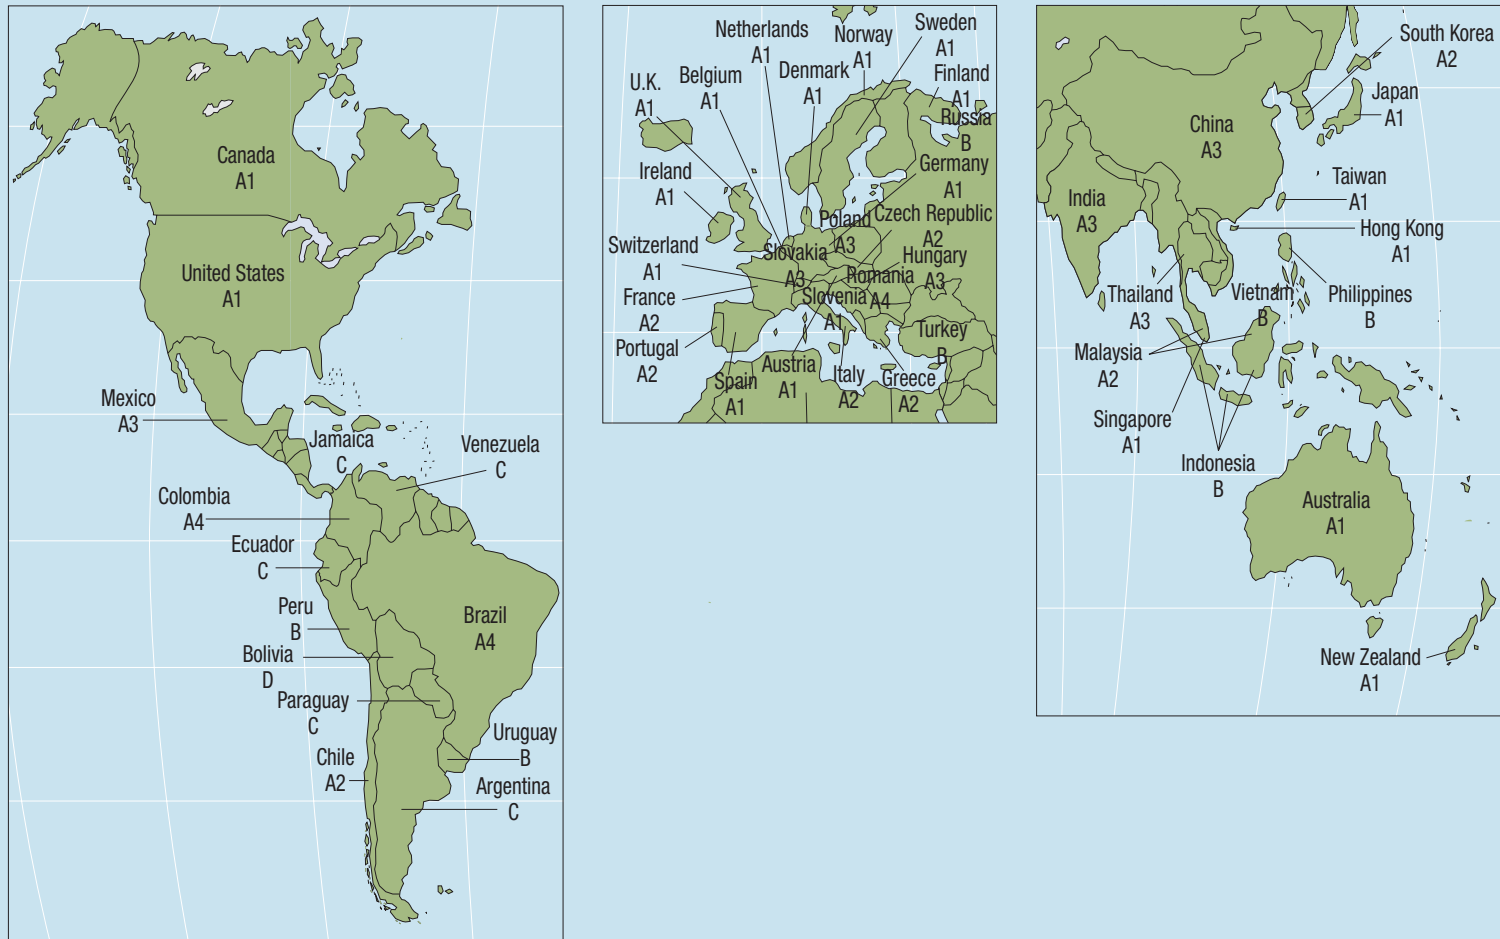 Canada
A1
United States
A1
Mexico
A3
Jamaica
C
Venezuela
C
Colombia
A4
Ecuador
C
Peru
B
Brazil
A4
Bolivia
D
Paraguay
C
Uruguay
B
Chile
A2
Argentina
C
Netherlands
A1
Norway
A1
Sweden
A1
U.K.
A1
Belgium
A1
Denmark
A1
Finland
A1
Russia
B
Ireland
A1
Germany
A1
Poland
A3
Czech Republic
A2
Switzerland
A1
Slovakia
A3
Hungary
A3
France
A2
Slovenia
A1
Romania
A4
Portugal
A2
Spain
A1
Austria
A1
Italy
A2
Greece
A2
Turkey
B
South Korea
A2
Japan
A1
China
A3
India
A3
Taiwan
A1
Hong Kong
A1
Thailand
A3
Vietnam
B
Philippines
B
Malaysia
A2
Singapore
A1
Indonesia
B
Australia
A1
New Zealand
A1